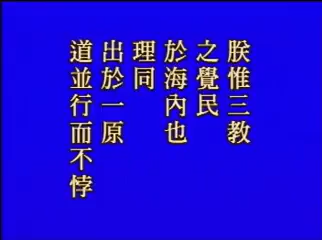 朕惟三教
之覺民
於海內也
理同
出於一原
道並行而不悖